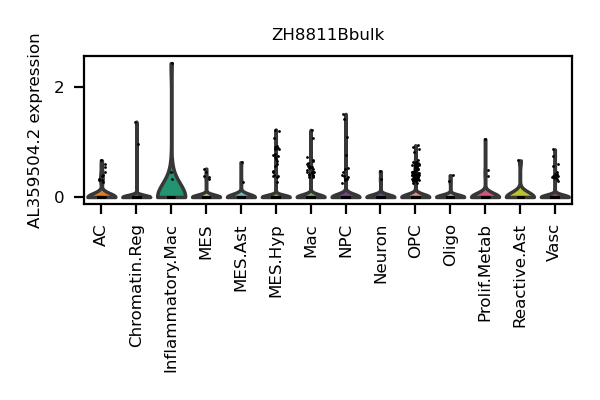 ZH8811Bbulk
AL359504.2 expression
2
0
AC
Chromatin.Reg
Inflammatory.Mac
MES
MES.Ast
MES.Hyp
Mac
NPC
Neuron
OPC
Oligo
Prolif.Metab
Reactive.Ast
Vasc